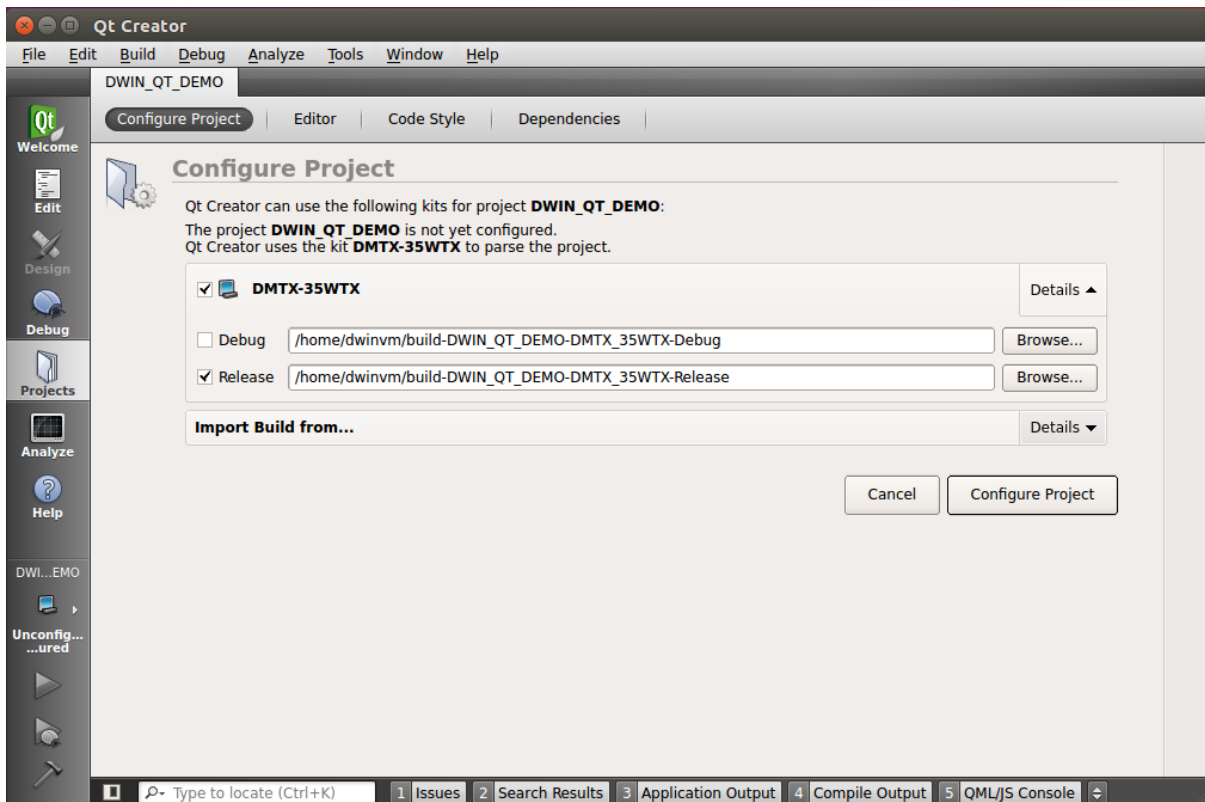 Qt Creator
File Edit Build Debug Analyze Tools Window Help
DWIN_QT_DEMO
Configure Project Editor Code Style Dependencies
Qt
Welcome
Edit
Design
Debug
Projects
Analyze
Help
DWI...EMO
Unconfig...
...ured
Configure Project
Qt Creator can use the following kits for project DWIN_QT_DEMO:
The project DWIN_QT_DEMO is not yet configured.
Qt Creator uses the kit DMTX-35WTX to parse the project.
DMTX-35WTX Details
Debug /home/dwinvm/build-DWIN_QT_DEMO-DMTX_35WTX-Debug Browse...
Release /home/dwinvm/build-DWIN_QT_DEMO-DMTX_35WTX-Release Browse...
Import Build from... Details
Cancel Configure Project
Type to locate (Ctrl+K) 1 Issues 2 Search Results 3 Application Output 4 Compile Output 5 QML/JS Console